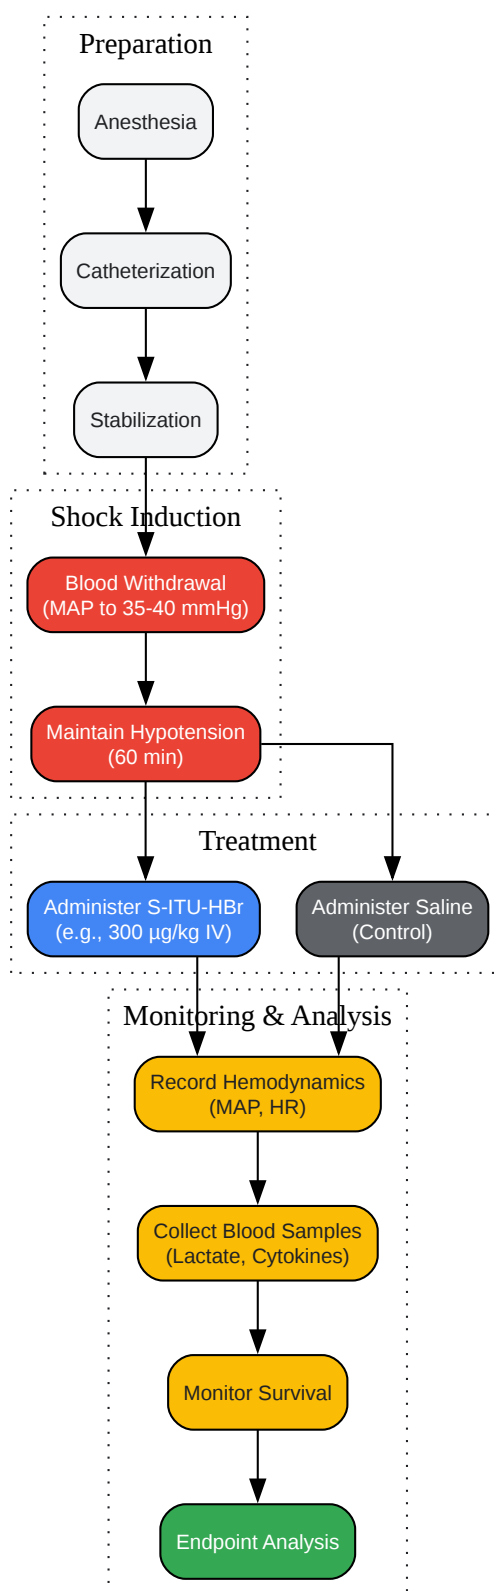 Preparation
Anesthesia
Catheterization
Stabilization
Shock Induction
Blood Withdrawal
(MAP to 35-40 mmHg)
Maintain Hypotension
(60 min)
Treatment
Administer S-ITU-HBr
(e.g., 300 µg/kg IV)
Administer Saline
(Control)
Monitoring & Analysis
Record Hemodynamics
(MAP, HR)
Collect Blood Samples
(Lactate, Cytokines)
Monitor Survival
Endpoint Analysis